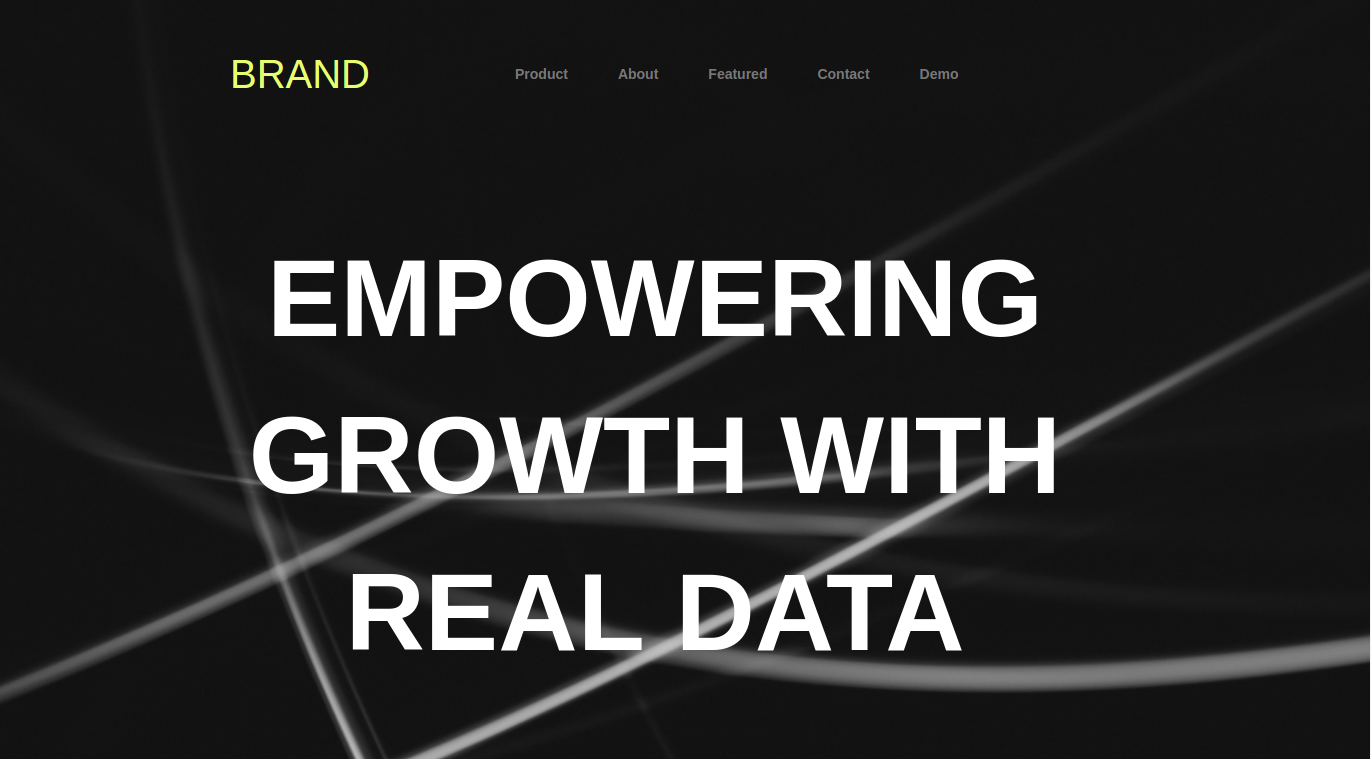 BRAND
Product About Featured Contact Demo
EMPOWERING
GROWTH WITH
REAL DATA